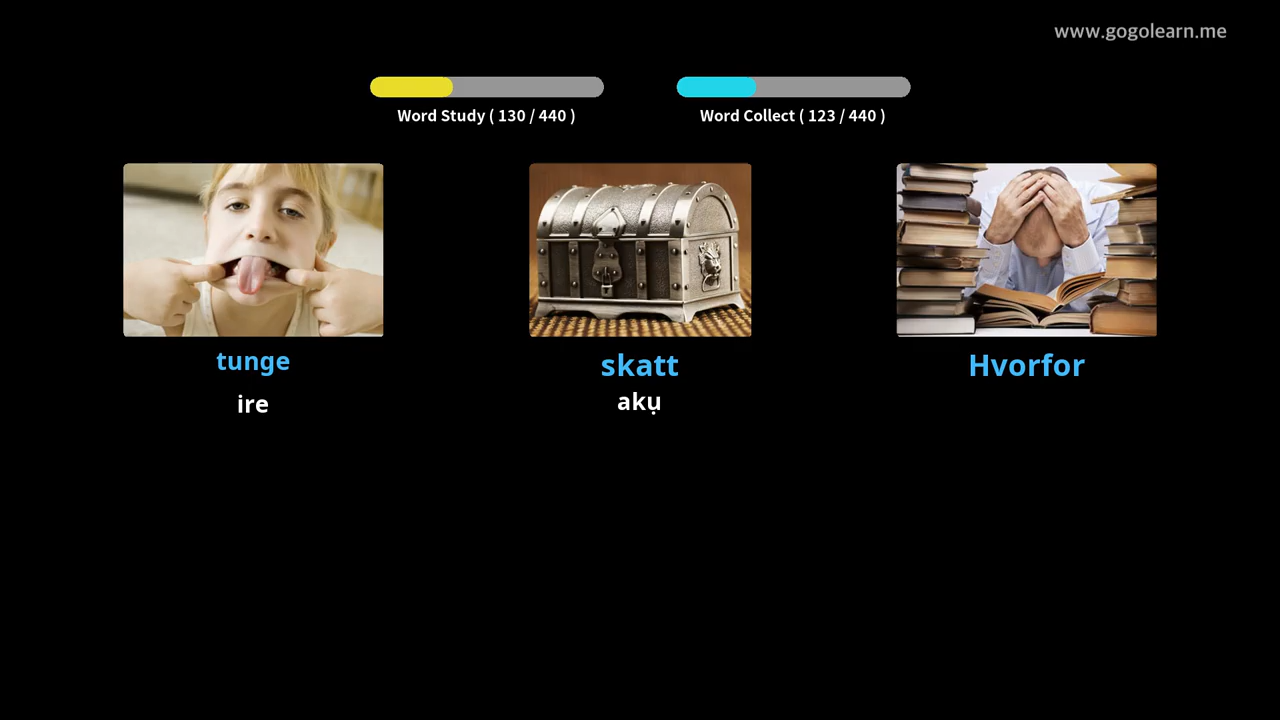 www.gogolearn.me
Word Study ( 130 / 440 )
Word Collect ( 123 / 440 )
tunge
ire
skatt
akụ
Hvorfor